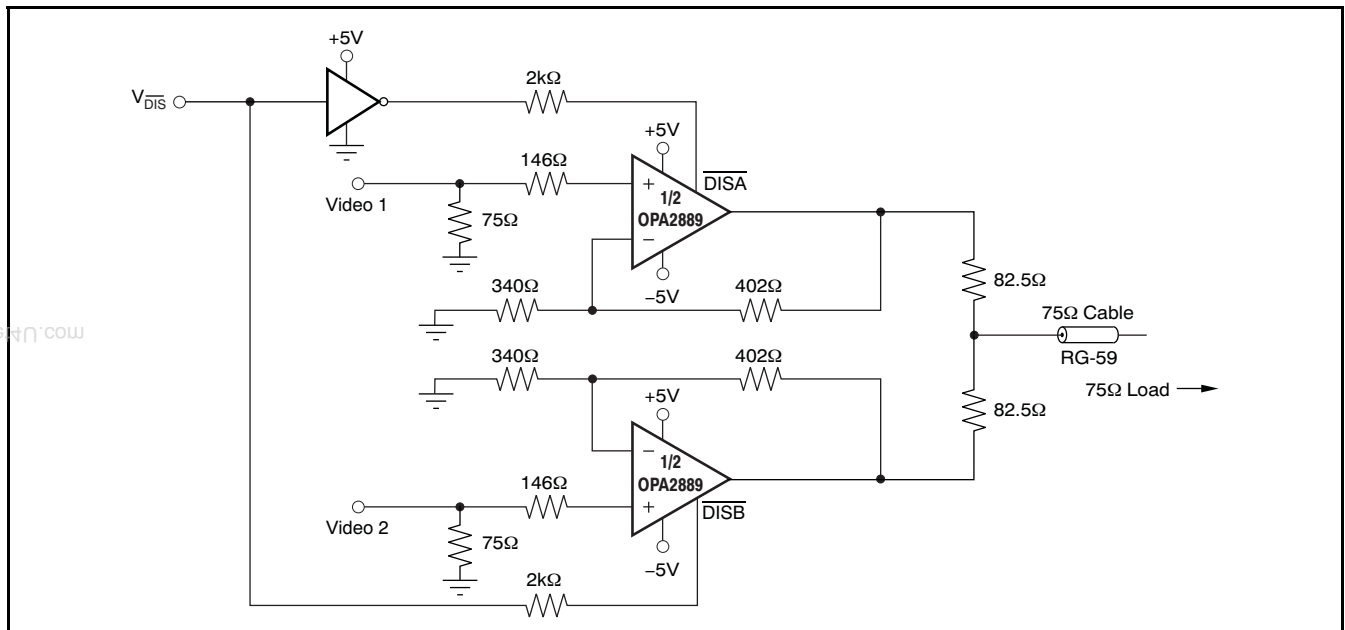 +5V
V_DIS
2kΩ
+5V
146Ω
DISA
Video 1
+
1/2
OPA2889
75Ω
−
−5V
340Ω
402Ω
82.5Ω
75Ω Cable
RG-59
75Ω Load
340Ω
402Ω
+5V
82.5Ω
−
1/2
OPA2889
146Ω
+
DISB
Video 2
75Ω
−5V
2kΩ